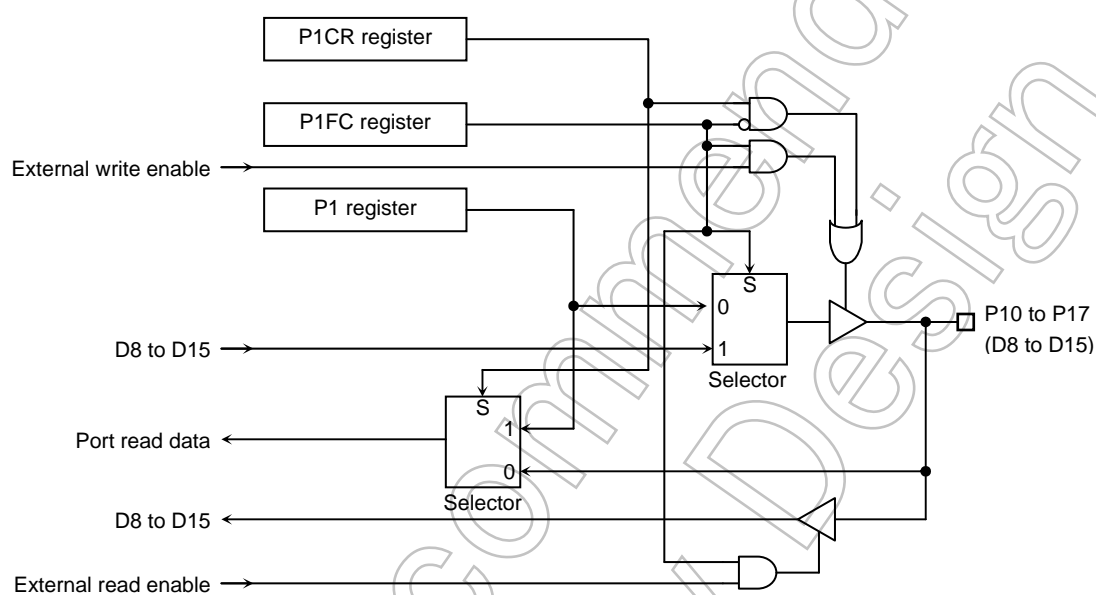 P1CR register
P1FC register
External write enable
P1 register
S
0
P10 to P17
D8 to D15
1
(D8 to D15)
Selector
S
1
Port read data
0
Selector
D8 to D15
External read enable